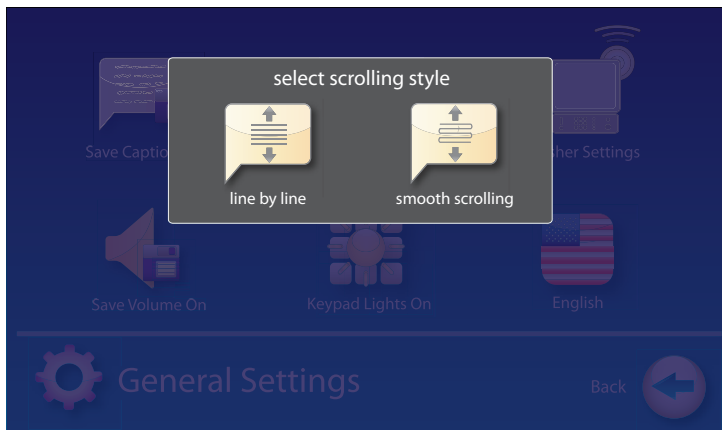 select scrolling style
line by line
smooth scrolling
Save Captio
sher Settings
Save Volume On
Keypad Lights On
English
General Settings
Back